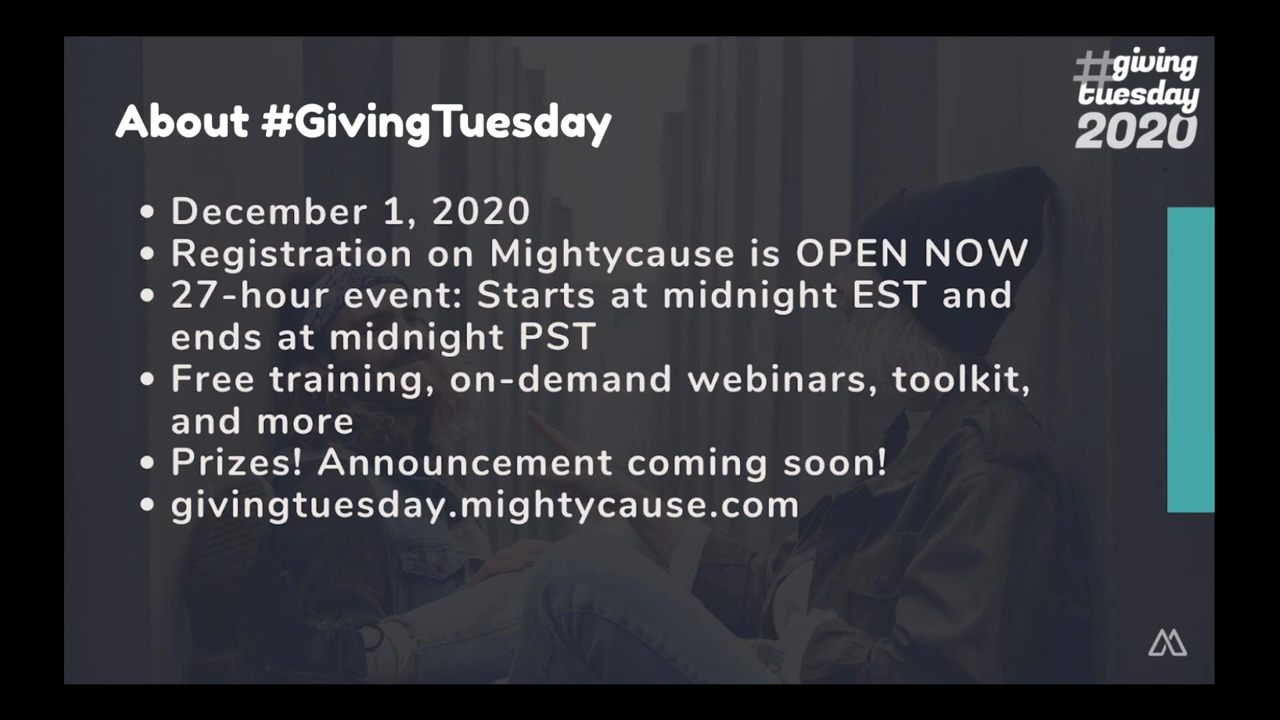 #giving
tuesday
2020
About #GivingTuesday
• December 1, 2020
• Registration on Mightycause is OPEN NOW
• 27-hour event: Starts at midnight EST and
ends at midnight PST
• Free training, on-demand webinars, toolkit,
and more
• Prizes! Announcement coming soon!
• givingtuesday.mightycause.com